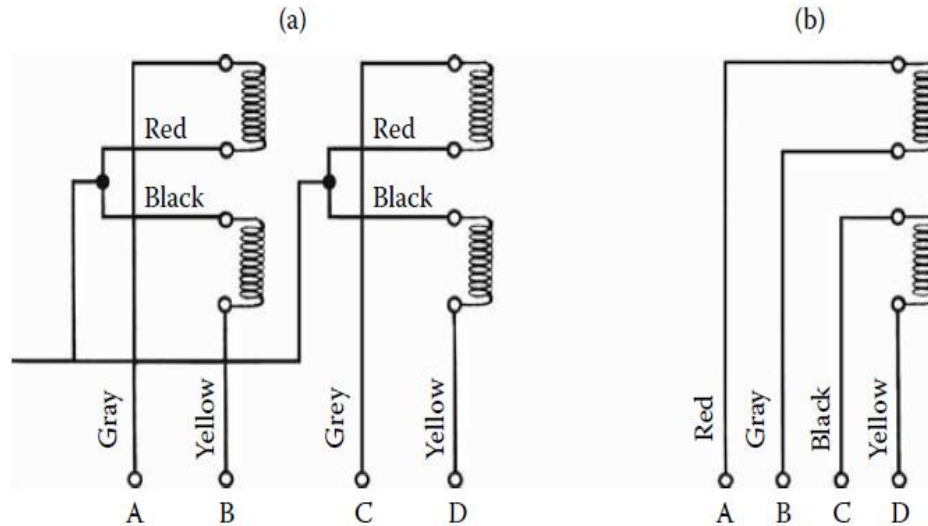 (a) (b)
Red Red
Black Black
Gray Yellow Grey Yellow Red Gray Black Yellow
A B C D A B C D